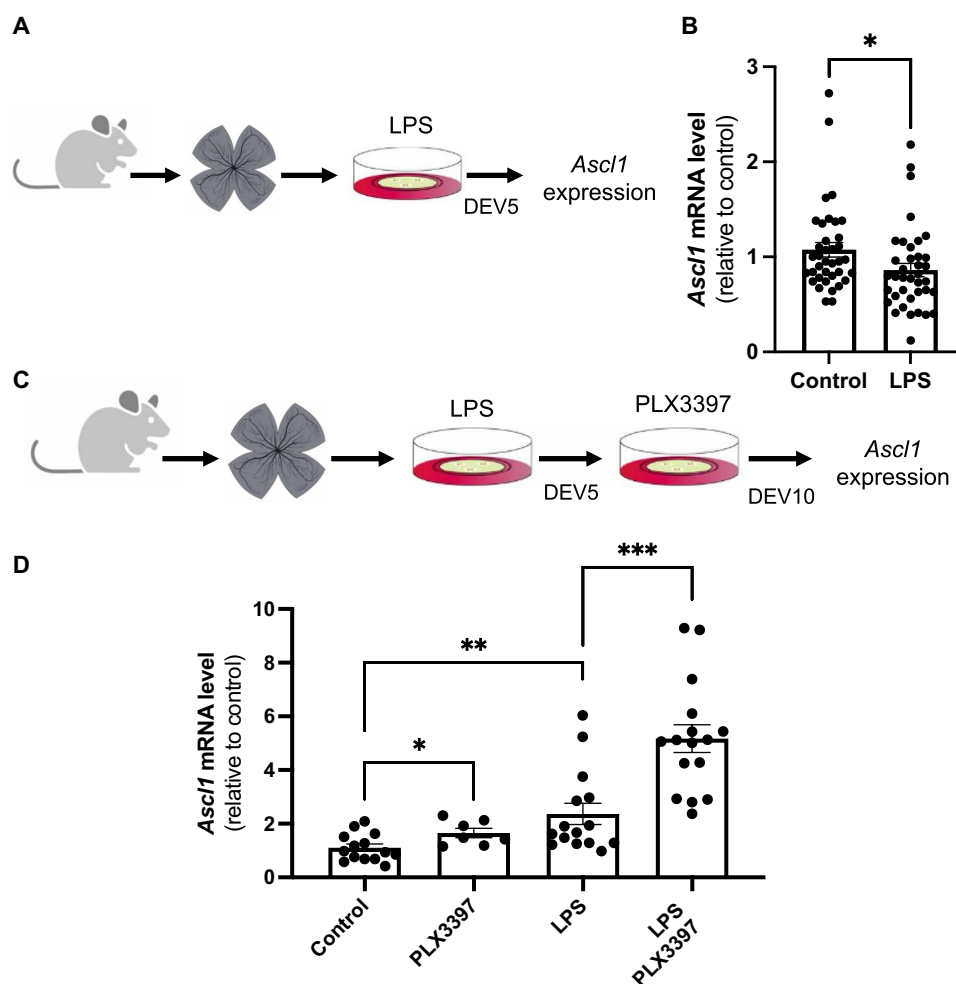 A
LPS
DEV5
Ascl1
expression
B
*
Ascl1 mRNA level
(relative to control)
3
2
1
0
Control
LPS
C
LPS
DEV5
PLX3397
DEV10
Ascl1
expression
D
***
**
*
Ascl1 mRNA level
(relative to control)
10
8
6
4
2
0
Control
PLX3397
LPS
LPS
PLX3397